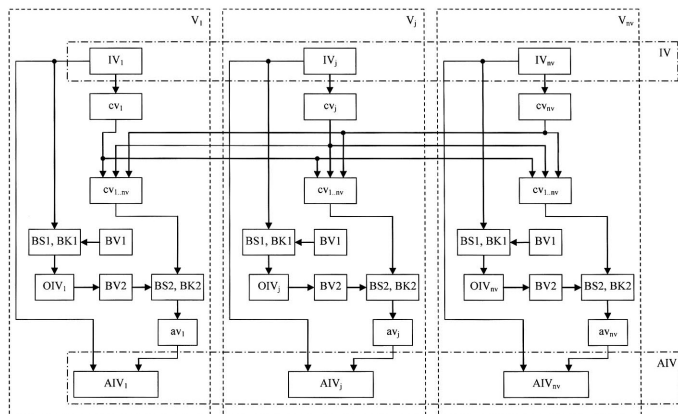 V₁ Vⱼ Vₙᵥ
IV₁ IVⱼ IVₙᵥ IV
cv₁ cvⱼ cvₙᵥ
cv₁..ₙᵥ cv₁..ₙᵥ cv₁..ₙᵥ
BS1, BK1 BV1 BS1, BK1 BV1 BS1, BK1 BV1
OIV₁ BV2 BS2, BK2 OIVⱼ BV2 BS2, BK2 OIVₙᵥ BV2 BS2, BK2
av₁ avⱼ avₙᵥ
AIV
AIV₁ AIVⱼ AIVₙᵥ